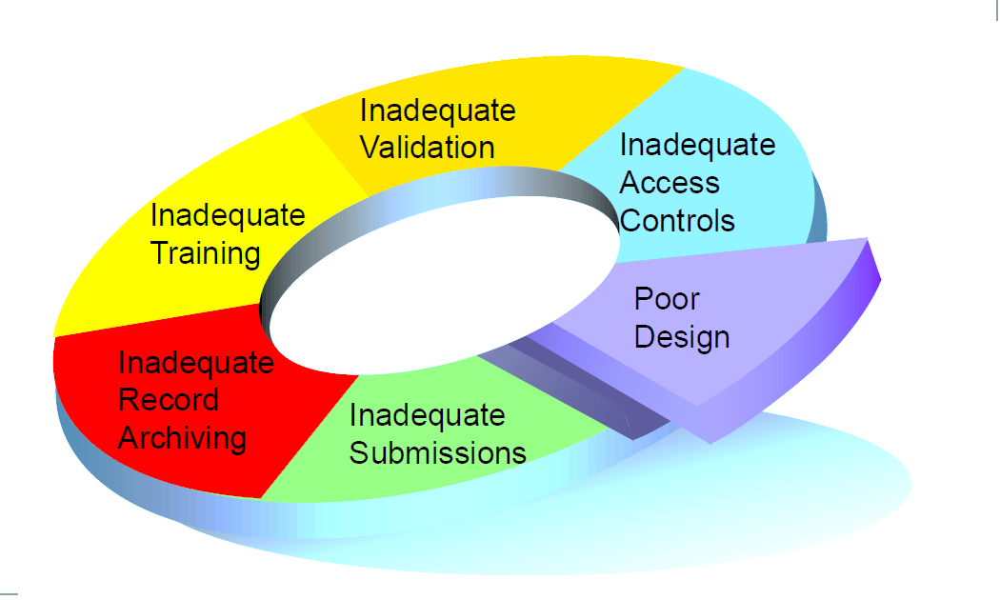 Inadequate
Validation
Inadequate
Access
Controls
Inadequate
Training
Poor
Design
Inadequate
Record
Archiving
Inadequate
Submissions